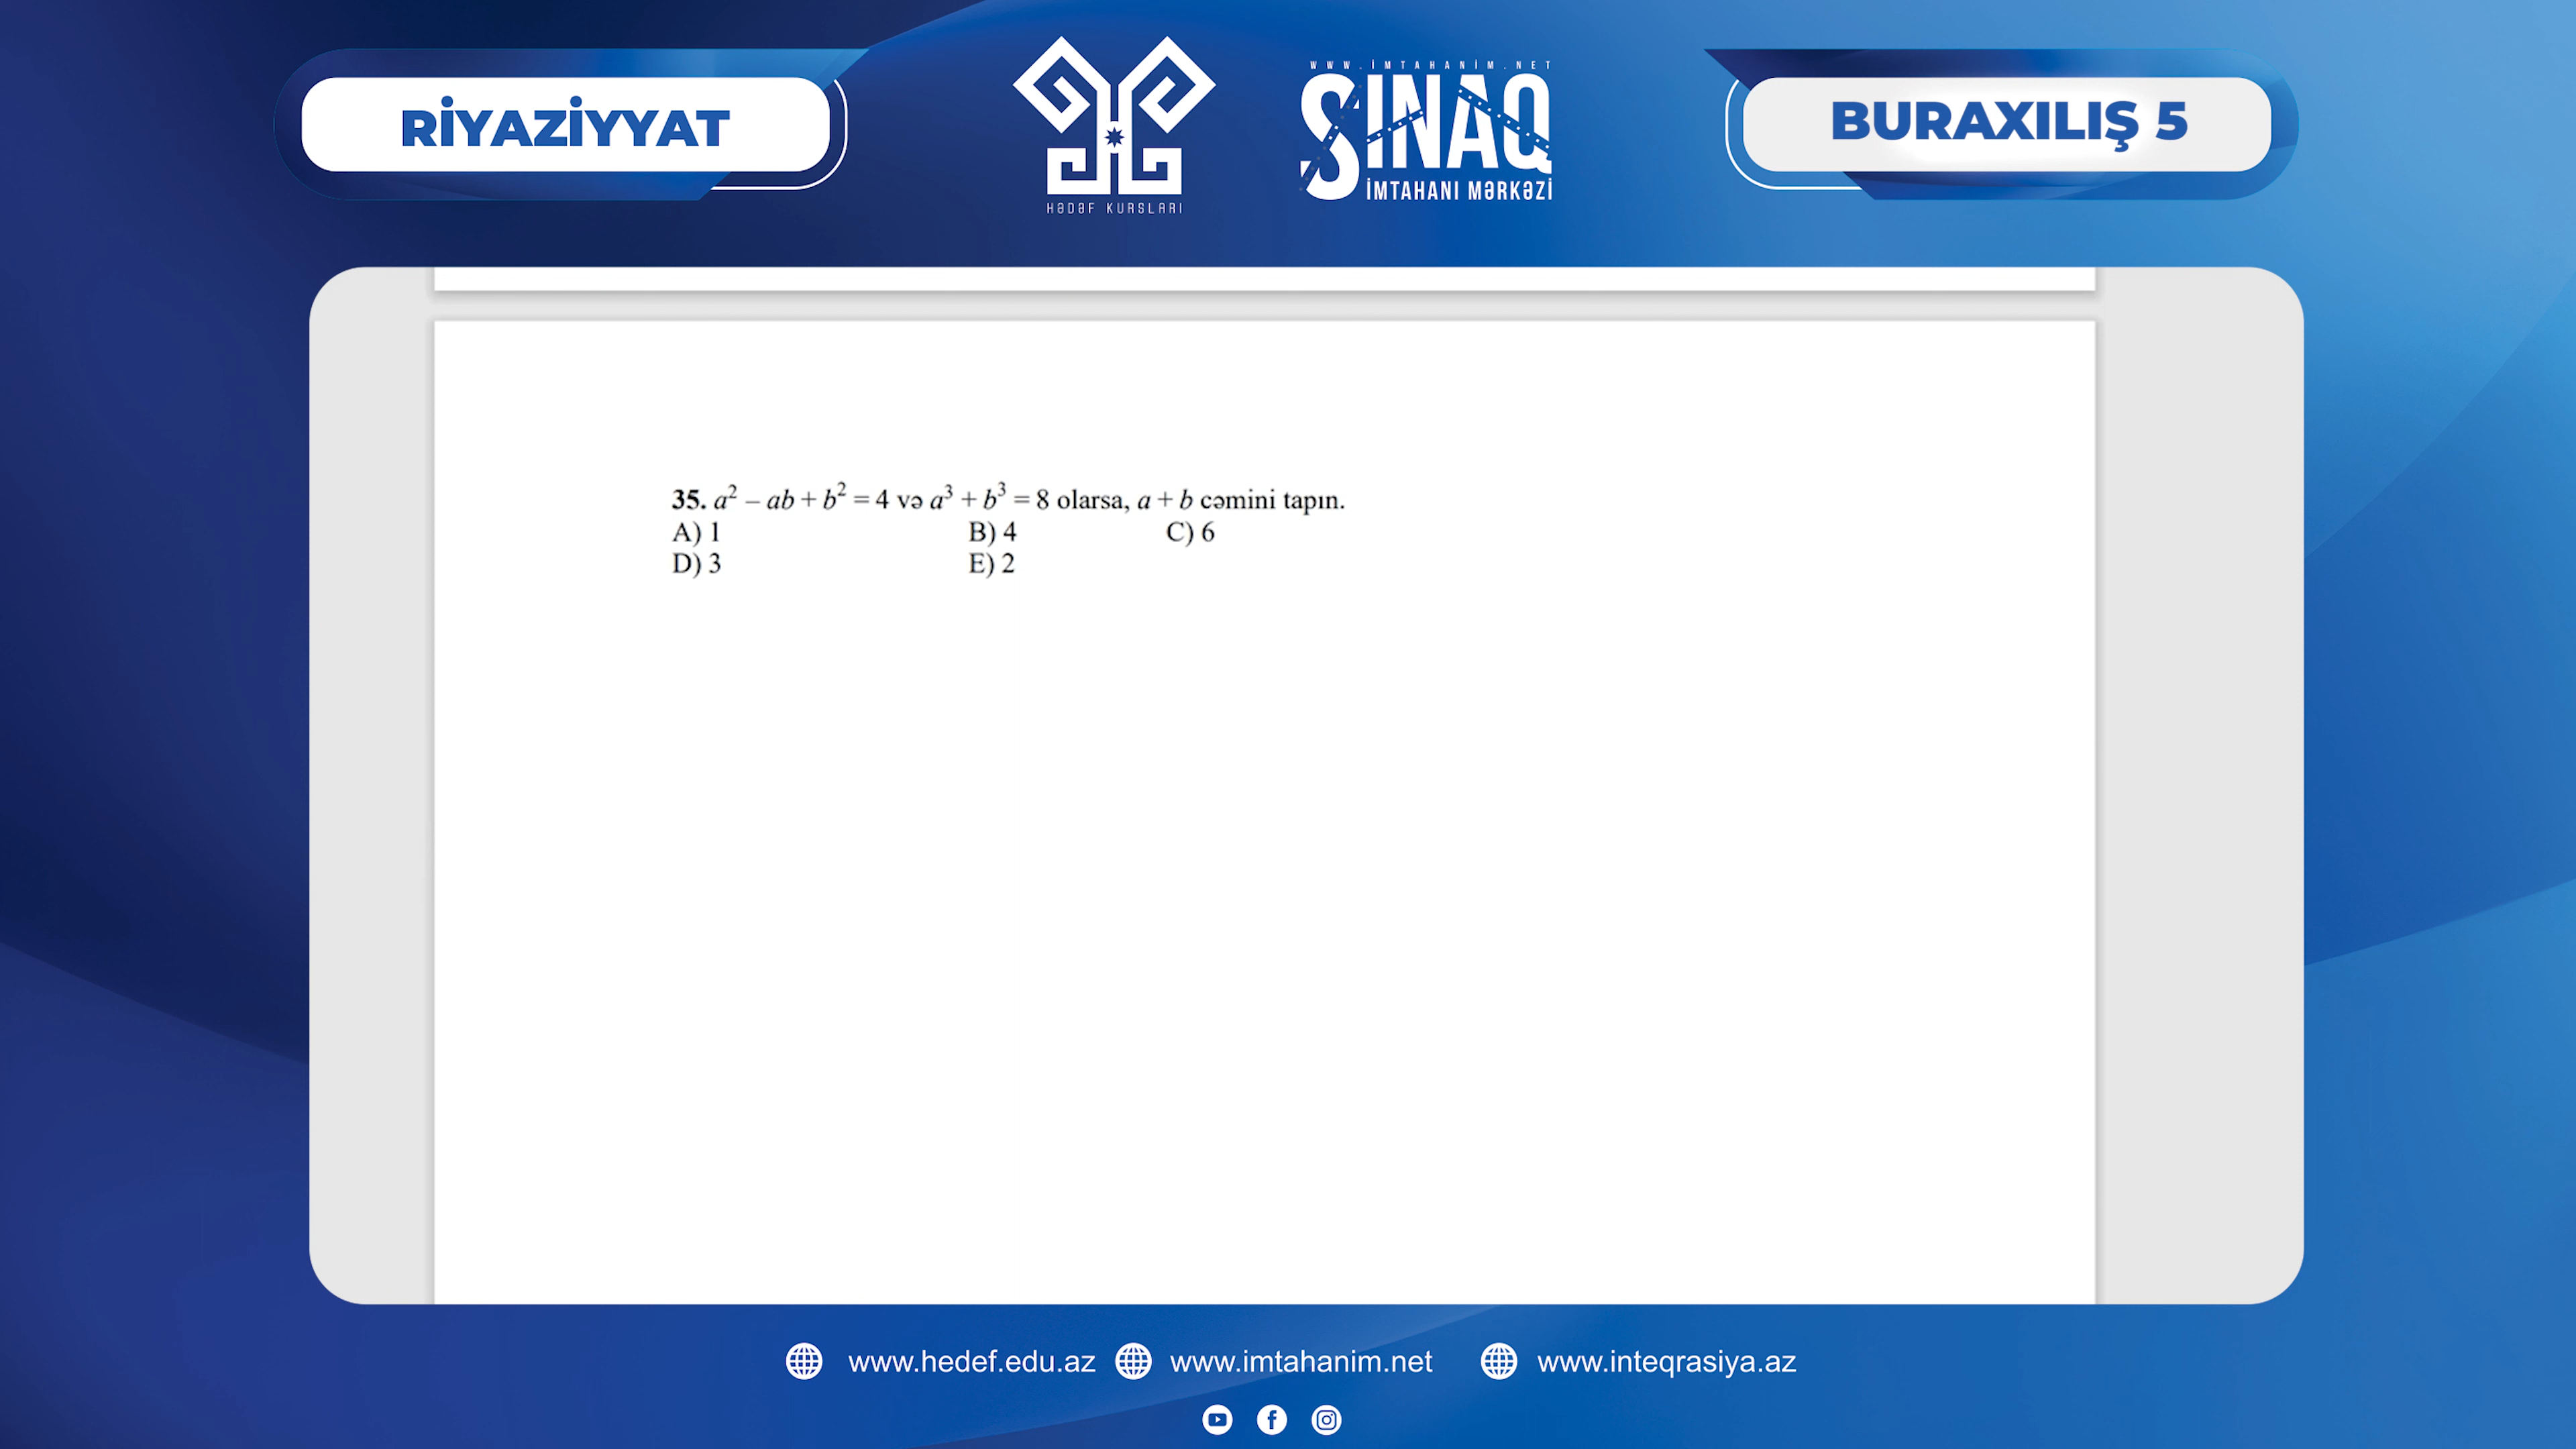 RİYAZİYYAT
HƏDƏF KURSLARI
WWW.İMTAHANİM.NET
SINAQ
İMTAHANI MƏRKƏZİ
BURAXILIŞ 5
35. a² – ab + b² = 4 və a³ + b³ = 8 olarsa, a + b cəmini tapın.
A) 1 B) 4 C) 6
D) 3 E) 2
www.hedef.edu.az www.imtahanim.net www.inteqrasiya.az